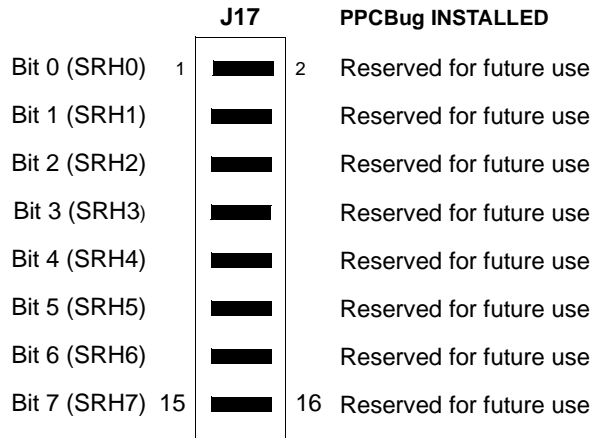 J17 PPCBug INSTALLED
Bit 0 (SRH0) 1 2 Reserved for future use
Bit 1 (SRH1) Reserved for future use
Bit 2 (SRH2) Reserved for future use
Bit 3 (SRH3) Reserved for future use
Bit 4 (SRH4) Reserved for future use
Bit 5 (SRH5) Reserved for future use
Bit 6 (SRH6) Reserved for future use
Bit 7 (SRH7) 15 16 Reserved for future use